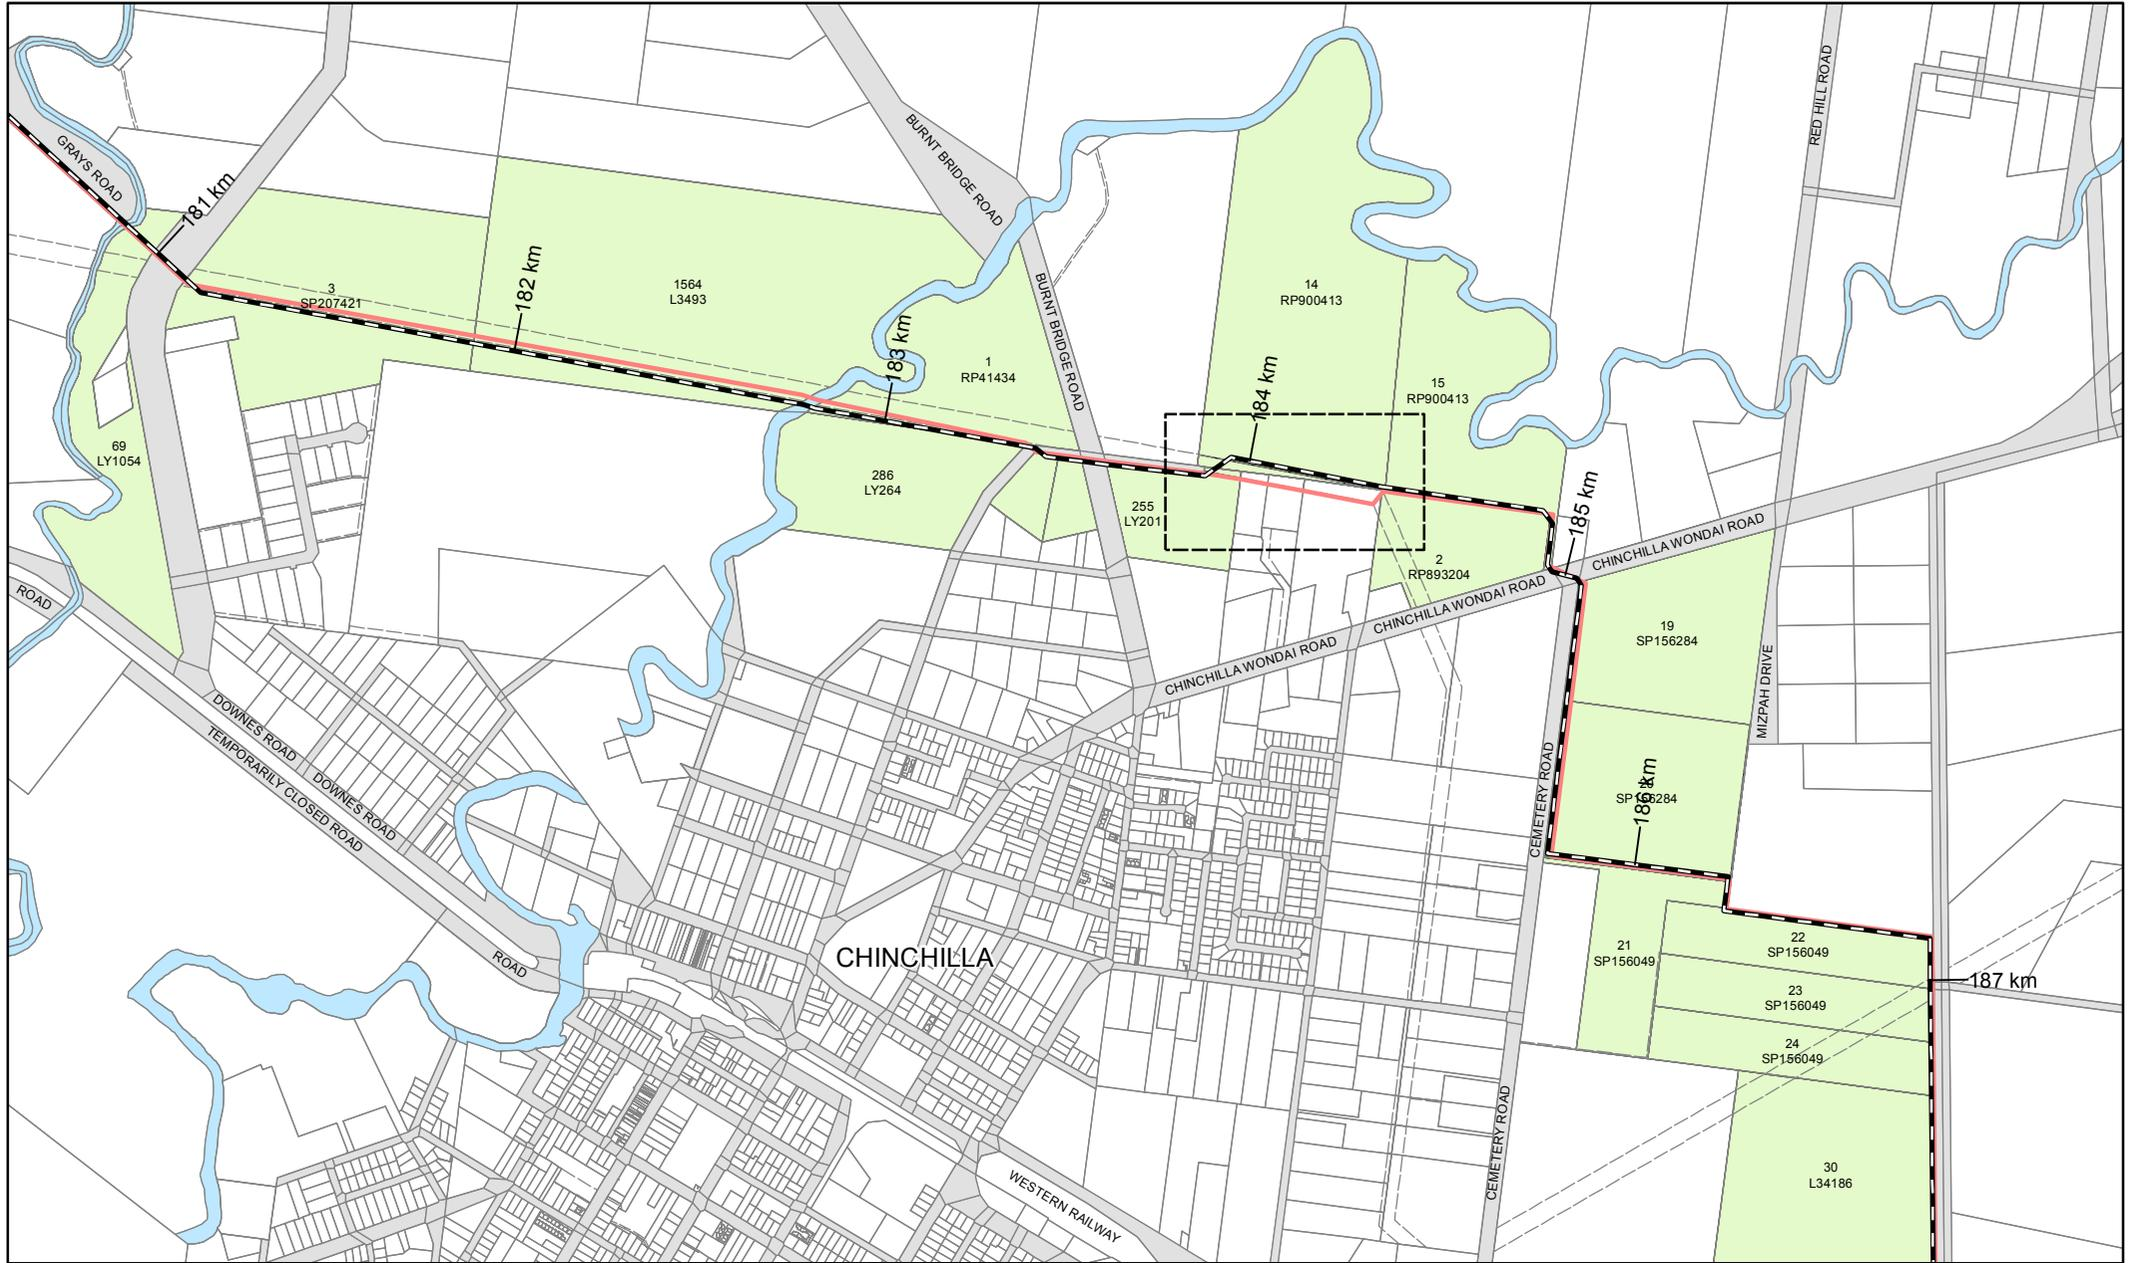 RED HILL ROAD
BURNT BRIDGE ROAD
GRAYS ROAD
181 km
182 km
3
SP207421
1564
L3493
14
RP900413
BURNT BRIDGE ROAD
183 km
1
RP41434
184 km
15
RP900413
69
LY1054
286
LY264
255
LY201
185 km
CHINCHILLA WONDAI ROAD
2
RP893204
ROAD
CHINCHILLA WONDAI ROAD
19
SP156284
CHINCHILLA WONDAI ROAD
MIZPAH DRIVE
DOWNES ROAD
TEMPORARILY CLOSED ROAD
DOWNES ROAD
CEMETERY ROAD
SP156284
186 km
CHINCHILLA
ROAD
21
SP156049
22
SP156049
187 km
23
SP156049
24
SP156049
CEMETERY ROAD
WESTERN RAILWAY
30
L34186